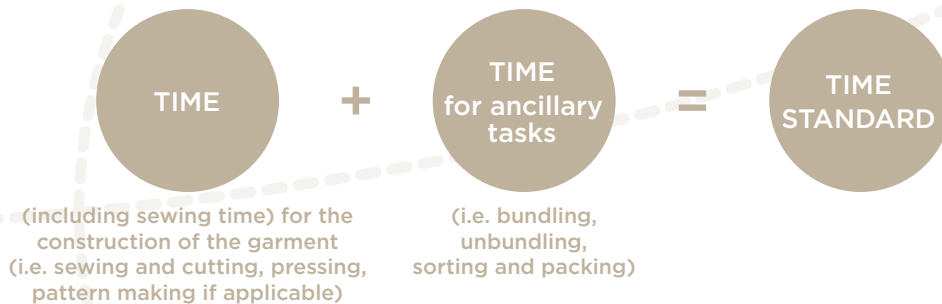 TIME
+
TIME
for ancillary
tasks
=
TIME
STANDARD
(including sewing time) for the
construction of the garment
(i.e. sewing and cutting, pressing,
pattern making if applicable)
(i.e. bundling,
unbundling,
sorting and packing)